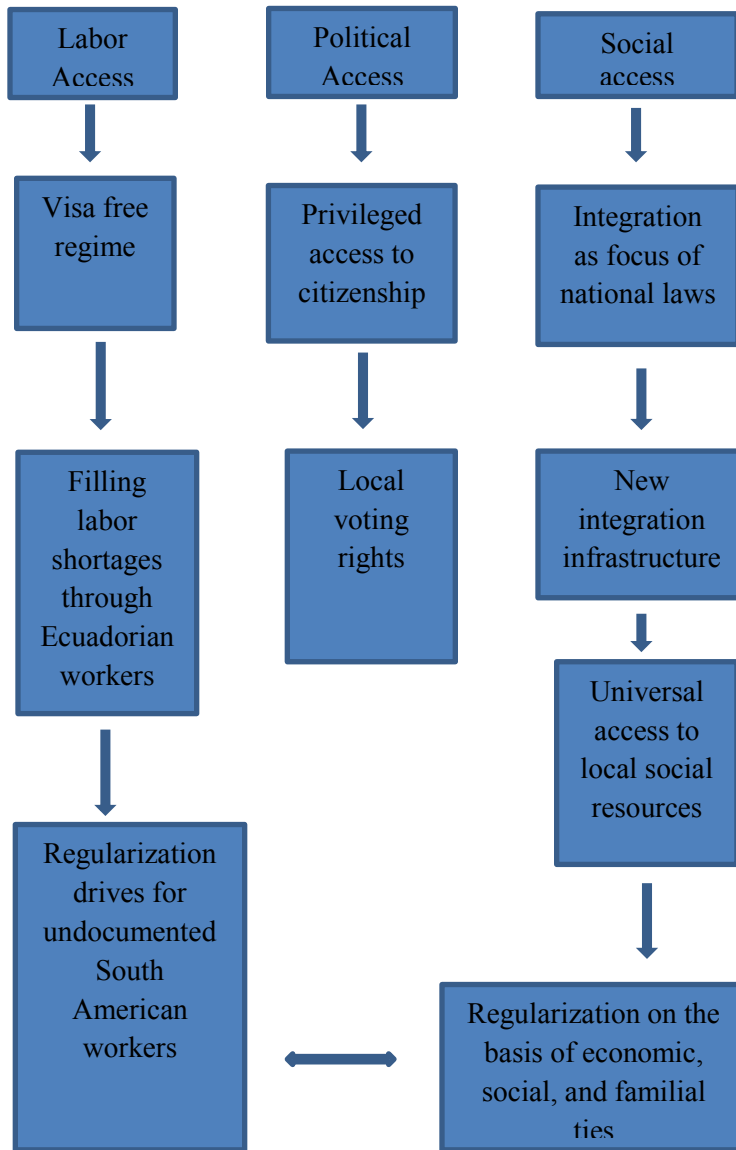 Labor
Access
Political
Access
Social
access
Visa free
regime
Privileged
access to
citizenship
Integration
as focus of
national laws
Filling
labor
shortages
through
Ecuadorian
workers
Local
voting
rights
New
integration
infrastructure
Universal
access to
local social
resources
Regularization
drives for
undocumented
South
American
workers
Regularization on the
basis of economic,
social, and familial
ties